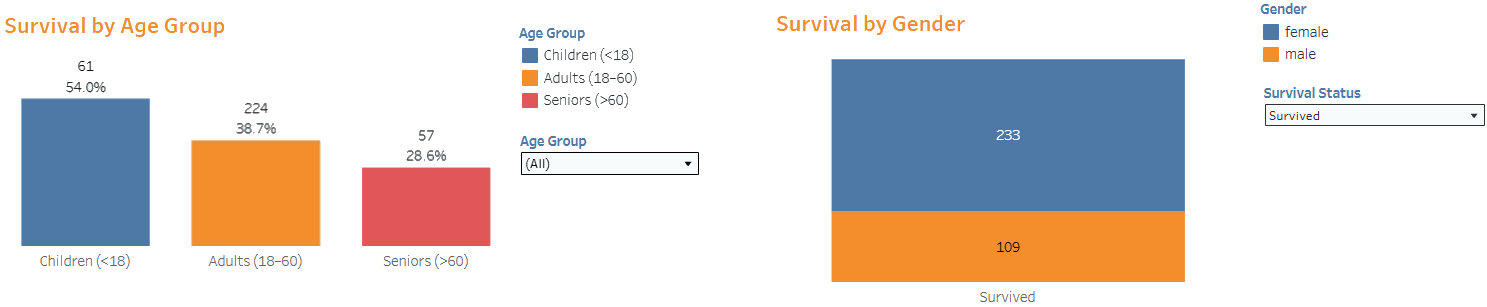 Survival by Age Group
61
54.0%
224
38.7%
57
28.6%
Children (<18)
Adults (18–60)
Seniors (>60)
Age Group
Children (<18)
Adults (18–60)
Seniors (>60)
Age Group
(All)
Survival by Gender
233
109
Survived
Gender
female
male
Survival Status
Survived